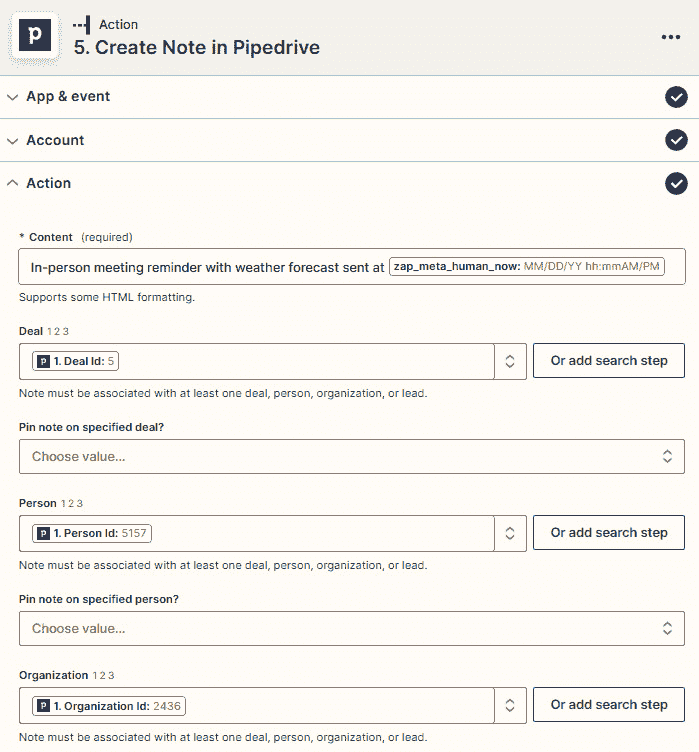 p
Action
5. Create Note in Pipedrive
App & event
Account
Action
* Content (required)
In-person meeting reminder with weather forecast sent at zap_meta_human_now: MM/DD/YY hh:mmAM/PM
Supports some HTML formatting.
Deal 1 2 3
p 1. Deal Id: 5
Or add search step
Note must be associated with at least one deal, person, organization, or lead.
Pin note on specified deal?
Choose value...
Person 1 2 3
p 1. Person Id: 5157
Or add search step
Note must be associated with at least one deal, person, organization, or lead.
Pin note on specified person?
Choose value...
Organization 1 2 3
p 1. Organization Id: 2436
Or add search step
Note must be associated with at least one deal, person, organization, or lead.